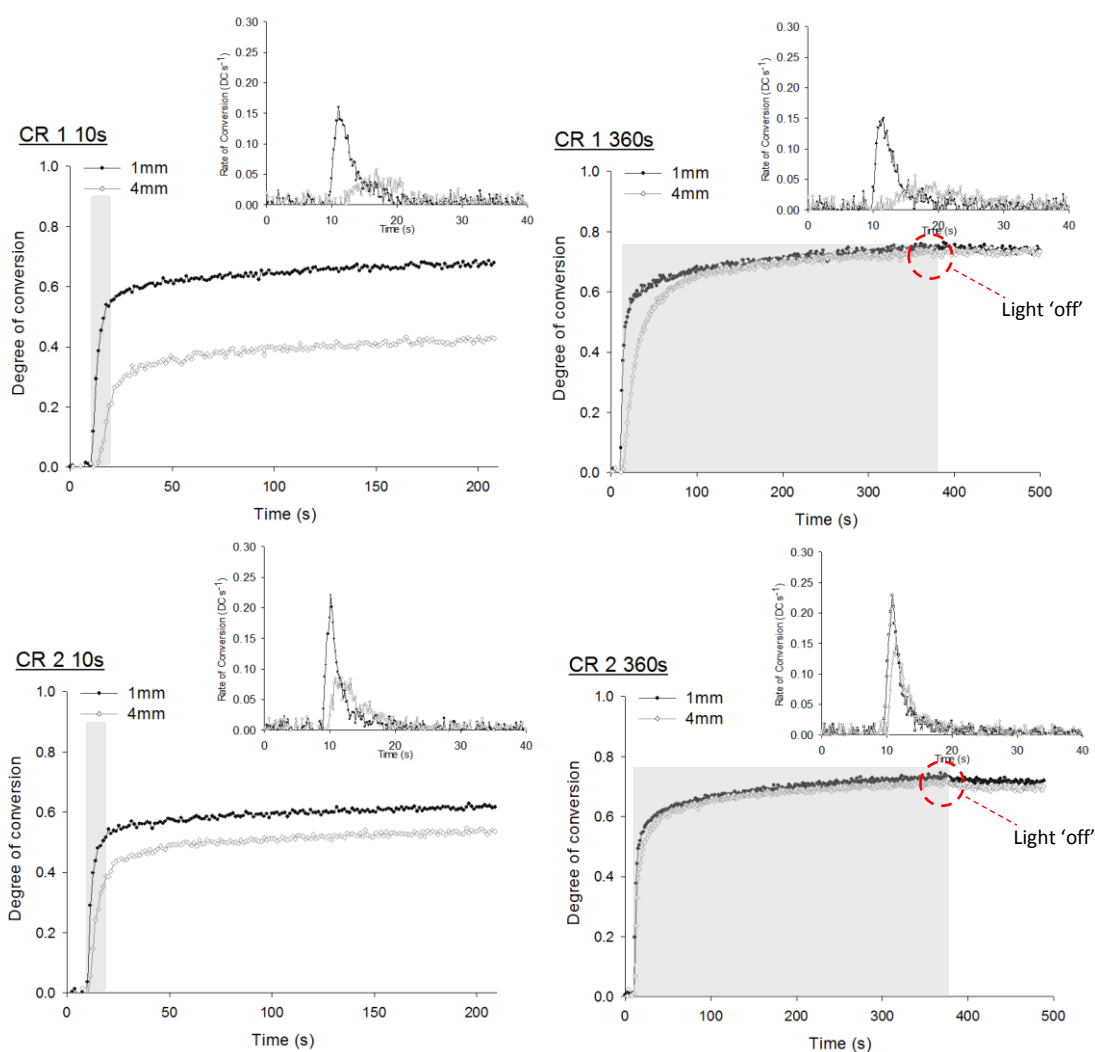 CR 1 10s
1mm
4mm
1.0
0.8
0.6
0.4
0.2
0.0
Degree of conversion
0 50 100 150 200
Time (s)
0.30
0.25
0.20
0.15
0.10
0.05
0.00
Rate of Conversion (DC s⁻¹)
0 10 20 30 40
Time (s)
CR 1 360s
1mm
4mm
1.0
0.8
0.6
0.4
0.2
0.0
Degree of conversion
0 100 200 300 400 500
Time (s)
0.30
0.25
0.20
0.15
0.10
0.05
0.00
Rate of Conversion (DC s⁻¹)
0 10 20 30 40
Time (s)
Light ‘off’
CR 2 10s
1mm
4mm
1.0
0.8
0.6
0.4
0.2
0.0
Degree of conversion
0 50 100 150 200
Time (s)
0.30
0.25
0.20
0.15
0.10
0.05
0.00
Rate of Conversion (DC s⁻¹)
0 10 20 30 40
Time (s)
CR 2 360s
1mm
4mm
1.0
0.8
0.6
0.4
0.2
0.0
Degree of conversion
0 100 200 300 400 500
Time (s)
0.30
0.25
0.20
0.15
0.10
0.05
0.00
Rate of Conversion (DC s⁻¹)
0 10 20 30 40
Time (s)
Light ‘off’